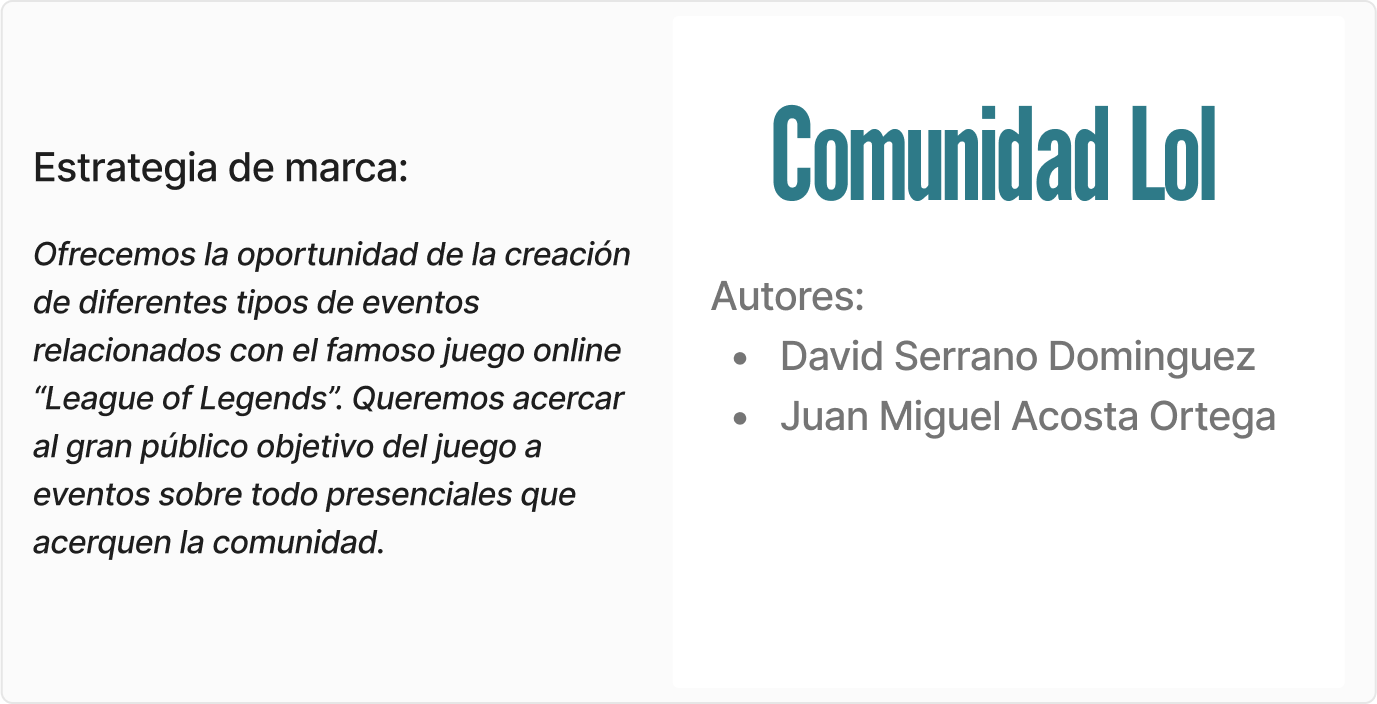 Estrategia de marca:
Ofrecemos la oportunidad de la creación
de diferentes tipos de eventos
relacionados con el famoso juego online
“League of Legends”. Queremos acercar
al gran público objetivo del juego a
eventos sobre todo presenciales que
acerquen la comunidad.
Comunidad Lol
Autores:
• David Serrano Dominguez
• Juan Miguel Acosta Ortega